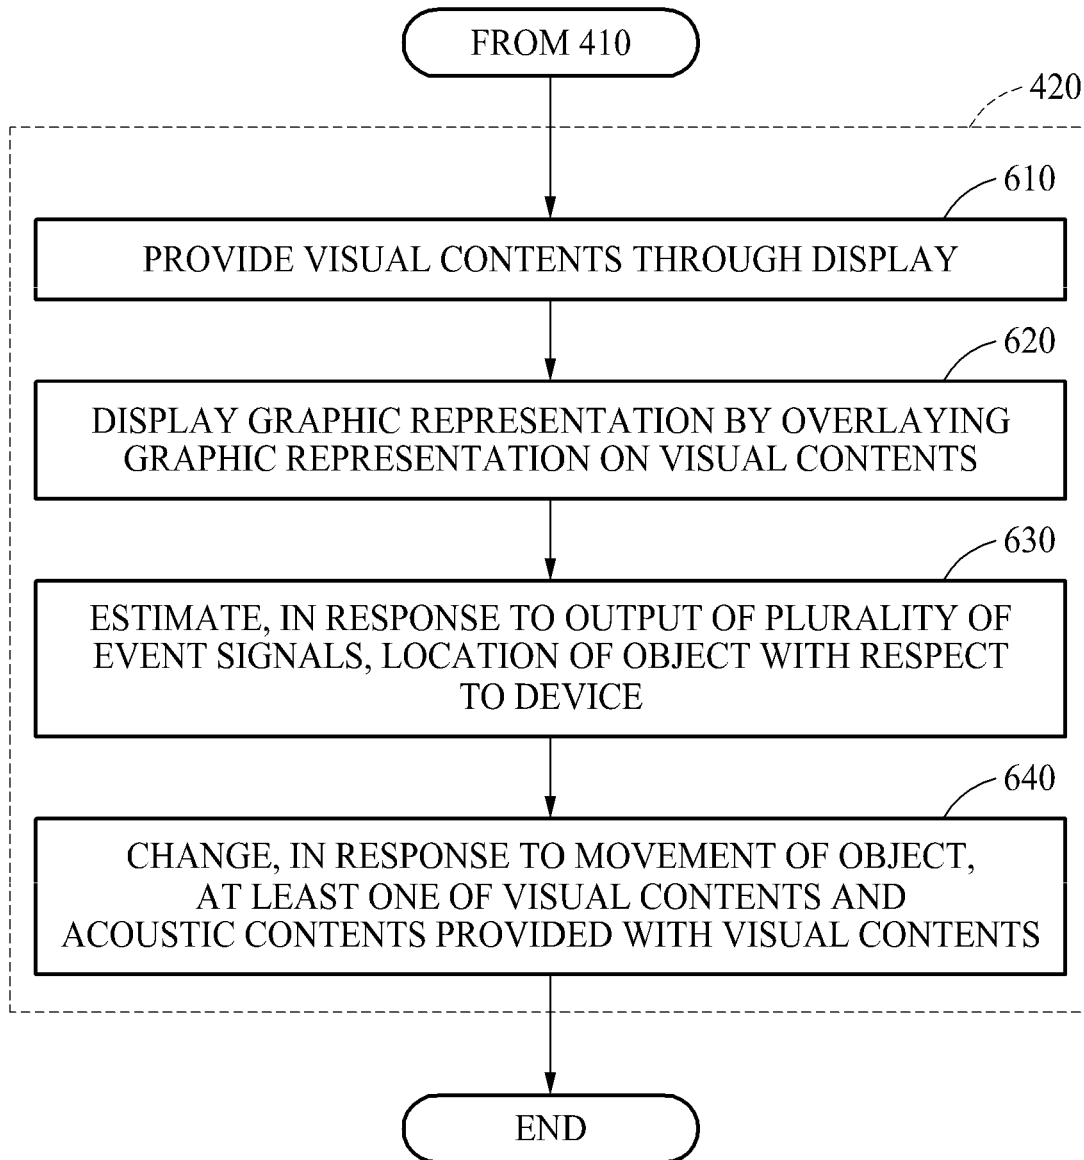 FROM 410
420
610
PROVIDE VISUAL CONTENTS THROUGH DISPLAY
620
DISPLAY GRAPHIC REPRESENTATION BY OVERLAYING
GRAPHIC REPRESENTATION ON VISUAL CONTENTS
630
ESTIMATE, IN RESPONSE TO OUTPUT OF PLURALITY OF
EVENT SIGNALS, LOCATION OF OBJECT WITH RESPECT
TO DEVICE
640
CHANGE, IN RESPONSE TO MOVEMENT OF OBJECT,
AT LEAST ONE OF VISUAL CONTENTS AND
ACOUSTIC CONTENTS PROVIDED WITH VISUAL CONTENTS
END